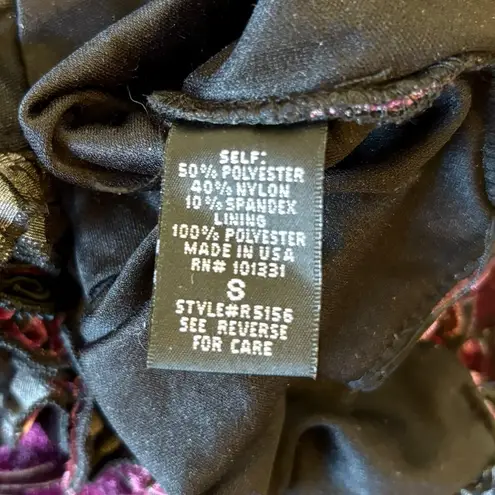 SELF:
50% POLYESTER
40% NYLON
10% SPANDEX
LINING
100% POLYESTER
MADE IN USA
RN# 101331
S
STYLE#R5156
SEE REVERSE
FOR CARE